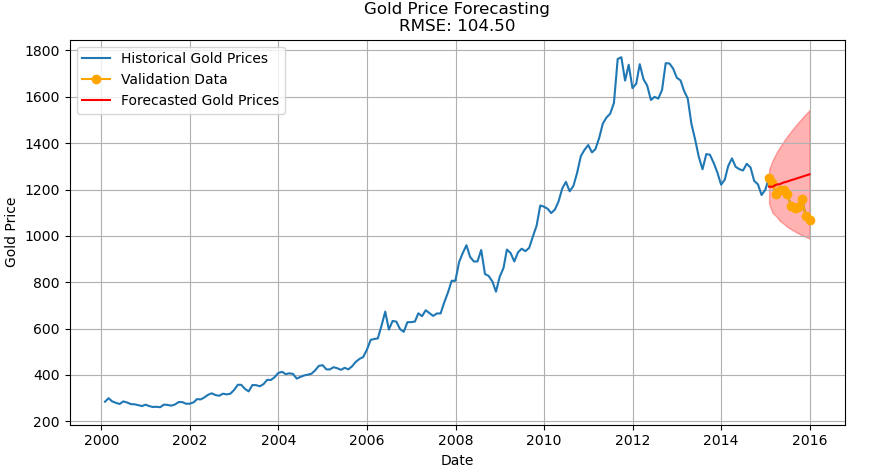 Gold Price Forecasting
RMSE: 104.50
Historical Gold Prices
Validation Data
Forecasted Gold Prices
1800
1600
1400
1200
1000
800
600
400
200
Gold Price
2000 2002 2004 2006 2008 2010 2012 2014 2016
Date